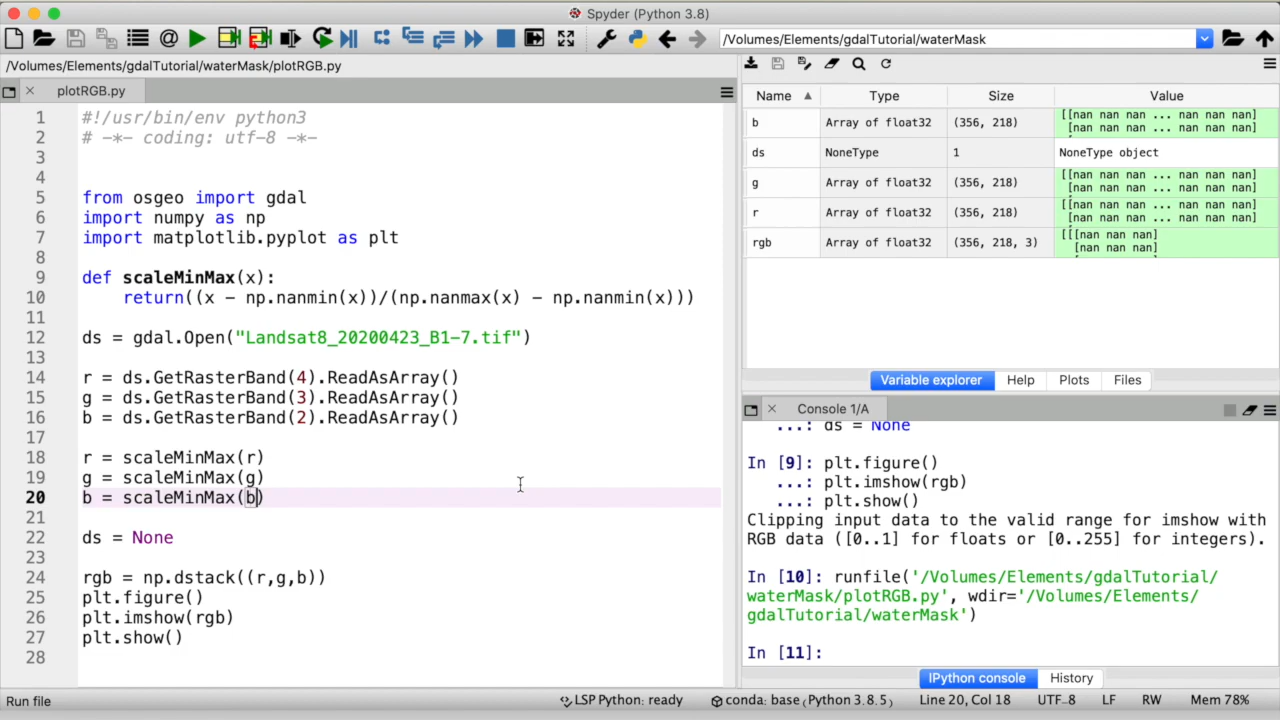 Spyder (Python 3.8)
/Volumes/Elements/gdalTutorial/waterMask
/Volumes/Elements/gdalTutorial/waterMask/plotRGB.py
plotRGB.py
1 #!/usr/bin/env python3
2 # -*- coding: utf-8 -*-
3
4
5 from osgeo import gdal
6 import numpy as np
7 import matplotlib.pyplot as plt
8
9 def scaleMinMax(x):
10 return((x - np.nanmin(x))/(np.nanmax(x) - np.nanmin(x)))
11
12 ds = gdal.Open("Landsat8_20200423_B1-7.tif")
13
14 r = ds.GetRasterBand(4).ReadAsArray()
15 g = ds.GetRasterBand(3).ReadAsArray()
16 b = ds.GetRasterBand(2).ReadAsArray()
17
18 r = scaleMinMax(r)
19 g = scaleMinMax(g)
20 b = scaleMinMax(b)
21
22 ds = None
23
24 rgb = np.dstack((r,g,b))
25 plt.figure()
26 plt.imshow(rgb)
27 plt.show()
28
Name Type Size Value
b Array of float32 (356, 218) [[nan nan nan ... nan nan nan]
[nan nan nan ... nan nan nan]
ds NoneType 1 NoneType object
g Array of float32 (356, 218) [[nan nan nan ... nan nan nan]
[nan nan nan ... nan nan nan]
r Array of float32 (356, 218) [[nan nan nan ... nan nan nan]
[nan nan nan ... nan nan nan]
rgb Array of float32 (356, 218, 3) [[[nan nan nan]
[nan nan nan]
Variable explorer Help Plots Files
Console 1/A
...: ds = None
In [9]: plt.figure()
...: plt.imshow(rgb)
...: plt.show()
Clipping input data to the valid range for imshow with
RGB data ([0..1] for floats or [0..255] for integers).
In [10]: runfile('/Volumes/Elements/gdalTutorial/
waterMask/plotRGB.py', wdir='/Volumes/Elements/
gdalTutorial/waterMask')
In [11]:
IPython console History
Run file LSP Python: ready conda: base (Python 3.8.5) Line 20, Col 18 UTF-8 LF RW Mem 78%